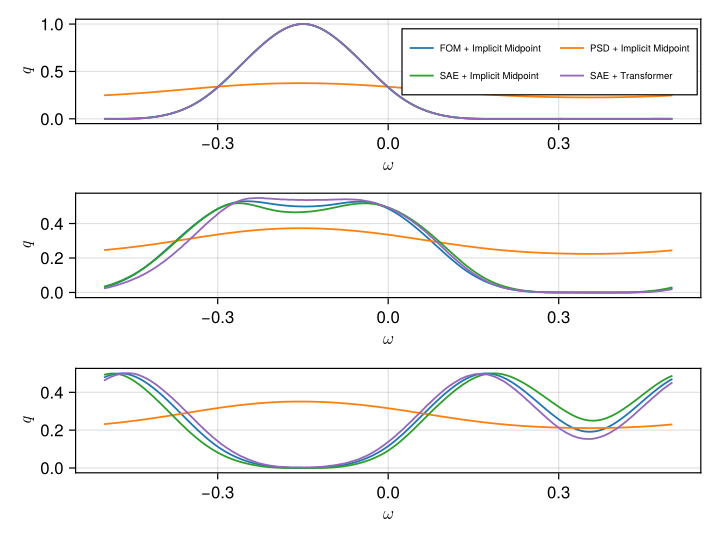 1.0
0.5
0.0
q
FOM + Implicit Midpoint
PSD + Implicit Midpoint
SAE + Implicit Midpoint
SAE + Transformer
−0.3
0.0
0.3
ω
0.4
0.2
0.0
q
−0.3
0.0
0.3
ω
0.4
0.2
0.0
q
−0.3
0.0
0.3
ω